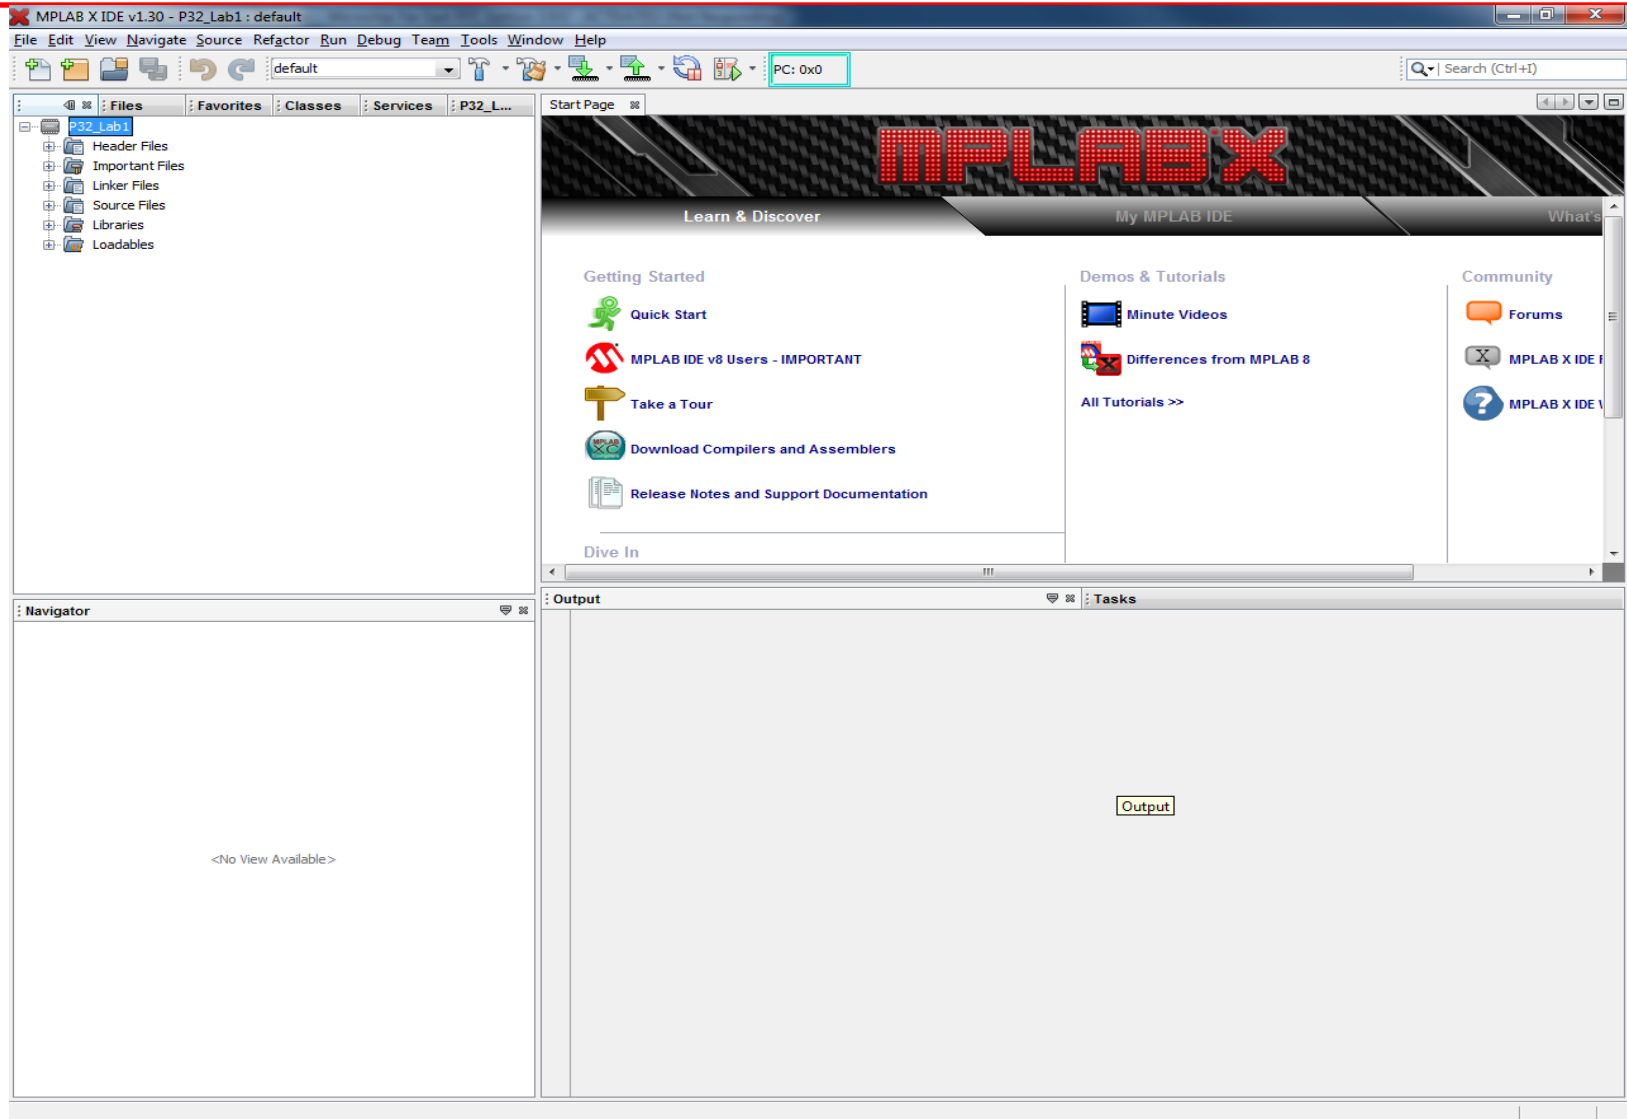 MPLAB X IDE v1.30 - P32_Lab1 : default
File Edit View Navigate Source Refactor Run Debug Team Tools Window Help
default
PC: 0x0
Search (Ctrl+I)
Files Favorites Classes Services P32_L...
P32_Lab1
Header Files
Important Files
Linker Files
Source Files
Libraries
Loadables
Navigator
<No View Available>
Start Page
MPLAB X
Learn & Discover My MPLAB IDE What's
Getting Started
Quick Start
MPLAB IDE v8 Users - IMPORTANT
Take a Tour
MPLAB XC
Download Compilers and Assemblers
Release Notes and Support Documentation
Dive In
Demos & Tutorials
Minute Videos
Differences from MPLAB 8
All Tutorials >>
Community
Forums
MPLAB X IDE
MPLAB X IDE
Output Tasks
Output